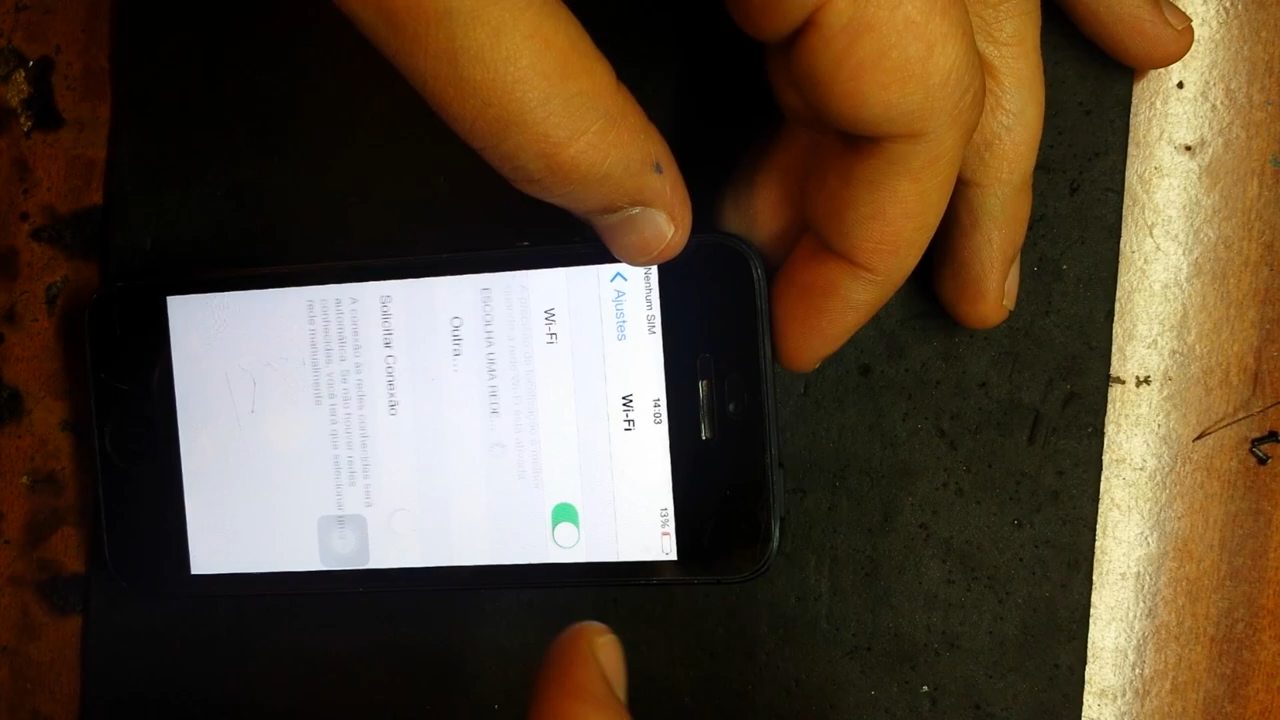 Nenhum SIM 14:03 13%
Ajustes Wi-Fi
Wi-Fi
ESCOLHA UMA REDE...
Outra...
Solicitar Conexão
A conexão às redes conhecidas será
automática. Se não houver redes
conhecidas, você terá que selecionar uma
rede manualmente.